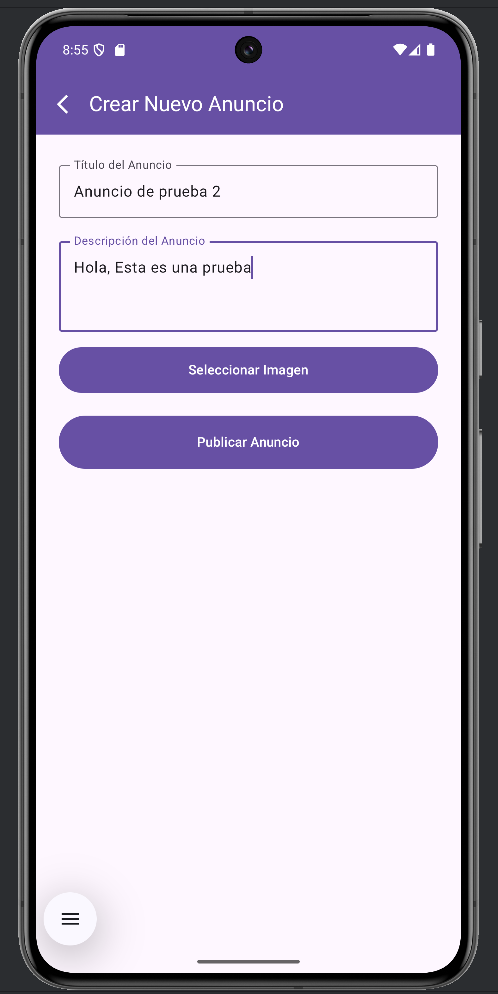 8:55
Crear Nuevo Anuncio
Título del Anuncio
Anuncio de prueba 2
Descripción del Anuncio
Hola, Esta es una prueba
Seleccionar Imagen
Publicar Anuncio